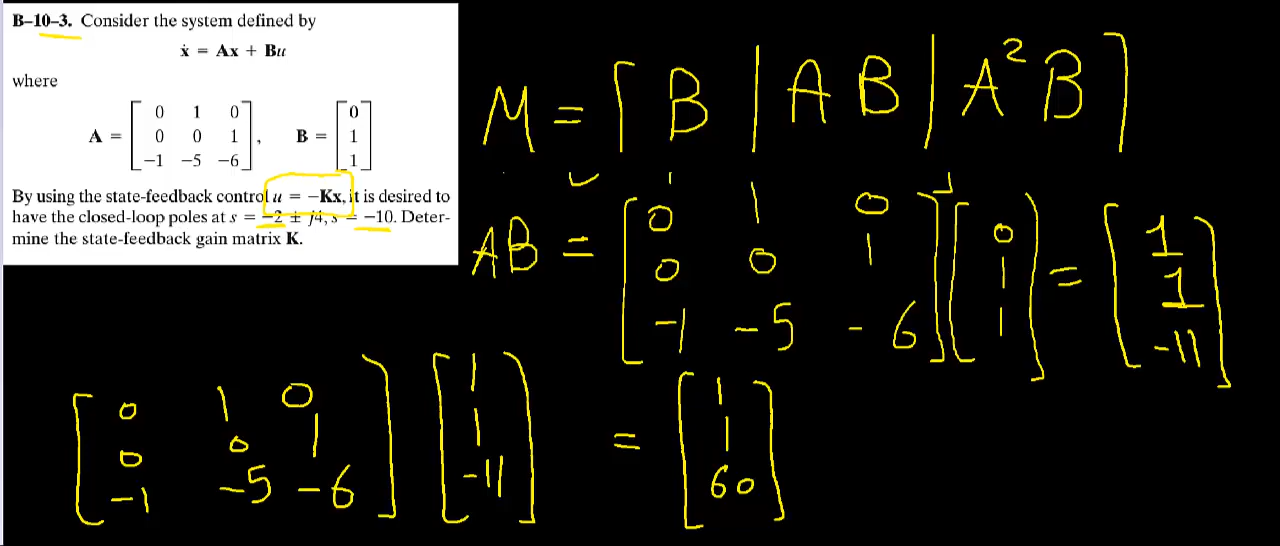 B–10–3. Consider the system defined by
ẋ = Ax + Bu
where
A = [ 0 1 0
0 0 1
−1 −5 −6 ], B = [ 0
1
1 ]
By using the state-feedback control u = −Kx, it is desired to
have the closed-loop poles at s = −2 ± j4, s = −10. Deter-
mine the state-feedback gain matrix K.
M = [ B | AB | A²B ]
AB = [ 0 1 0
0 0 1
-1 -5 -6 ] [ 0
1
1 ] = [ 1
1
-11 ]
[ 0 1 0
0 0 1
-1 -5 -6 ] [ 1
1
-11 ] = [ 1
1
60 ]